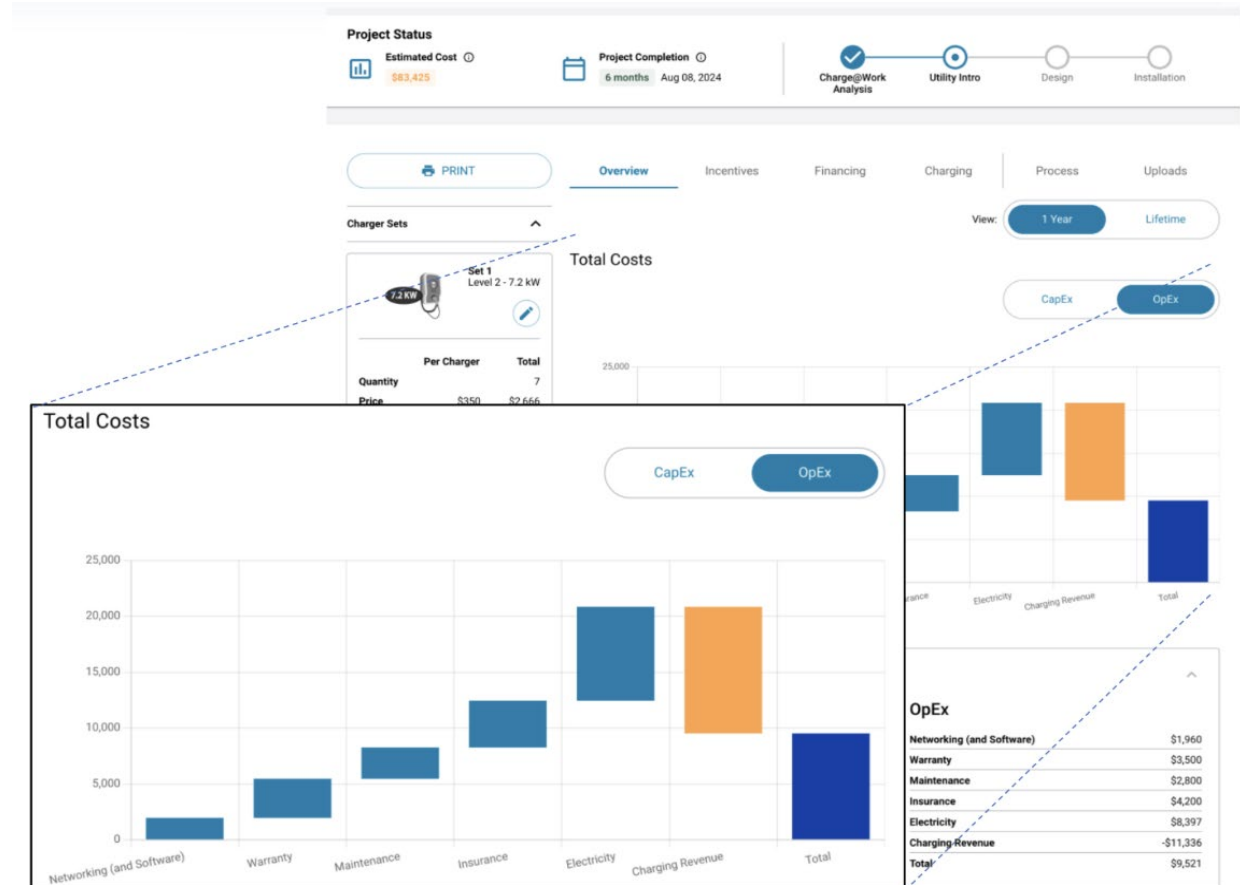 Project Status
Estimated Cost
$83,425
Project Completion
6 months Aug 08, 2024
Charge@Work
Analysis
Utility Intro
Design
Installation
PRINT
Overview
Incentives
Financing
Charging
Process
Uploads
Charger Sets
View:
1 Year
Lifetime
Total Costs
7.2 KW
Set 1
Level 2 - 7.2 kW
CapEx
OpEx
Per Charger Total
Quantity 7
Price $350 $2,666
25,000
Total Costs
CapEx
OpEx
25,000
20,000
15,000
10,000
5,000
0
Networking (and Software)
Warranty
Maintenance
Insurance
Electricity
Charging Revenue
Total
rance
Electricity
Charging Revenue
Total
OpEx
Networking (and Software) $1,960
Warranty $3,500
Maintenance $2,800
Insurance $4,200
Electricity $8,397
Charging Revenue -$11,336
Total $9,521